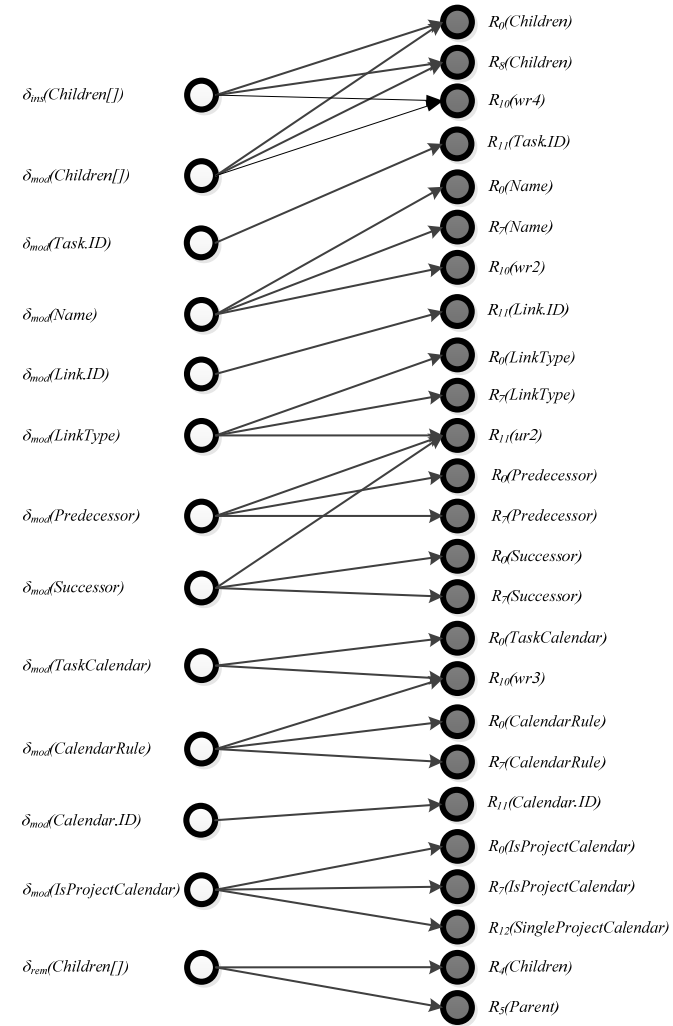 R0(Children)
R8(Children)
δins(Children[])
R10(wr4)
R11(Task.ID)
δmod(Children[])
R0(Name)
R7(Name)
δmod(Task.ID)
R10(wr2)
δmod(Name)
R11(Link.ID)
R0(LinkType)
δmod(Link.ID)
R7(LinkType)
δmod(LinkType)
R11(ur2)
R0(Predecessor)
δmod(Predecessor)
R7(Predecessor)
R0(Successor)
δmod(Successor)
R7(Successor)
R0(TaskCalendar)
δmod(TaskCalendar)
R10(wr3)
R0(CalendarRule)
δmod(CalendarRule)
R7(CalendarRule)
R11(Calendar.ID)
δmod(Calendar.ID)
R0(IsProjectCalendar)
δmod(IsProjectCalendar)
R7(IsProjectCalendar)
R12(SingleProjectCalendar)
δrem(Children[])
R4(Children)
R5(Parent)